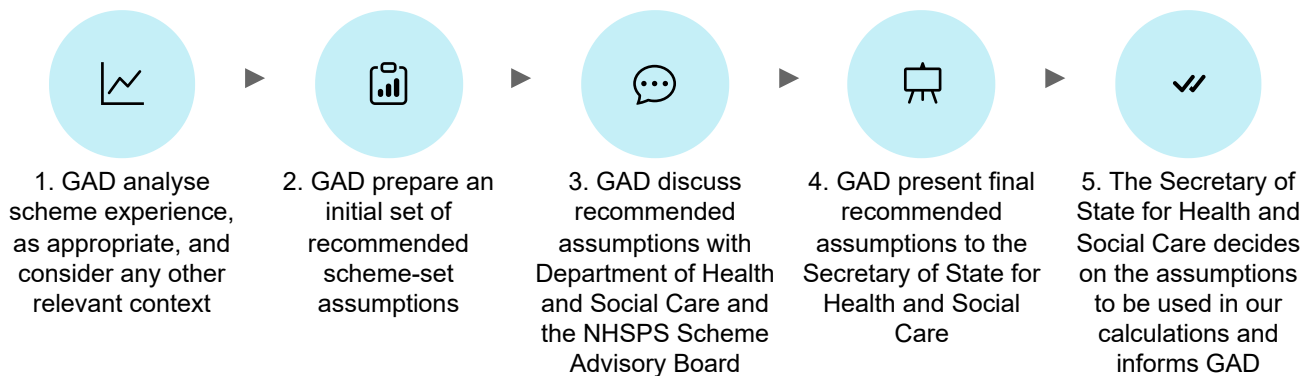 1. GAD analyse
scheme experience,
as appropriate, and
consider any other
relevant context
2. GAD prepare an
initial set of
recommended
scheme-set
assumptions
3. GAD discuss
recommended
assumptions with
Department of Health
and Social Care and
the NHSPS Scheme
Advisory Board
4. GAD present final
recommended
assumptions to the
Secretary of State for
Health and Social
Care
5. The Secretary of
State for Health and
Social Care decides
on the assumptions
to be used in our
calculations and
informs GAD